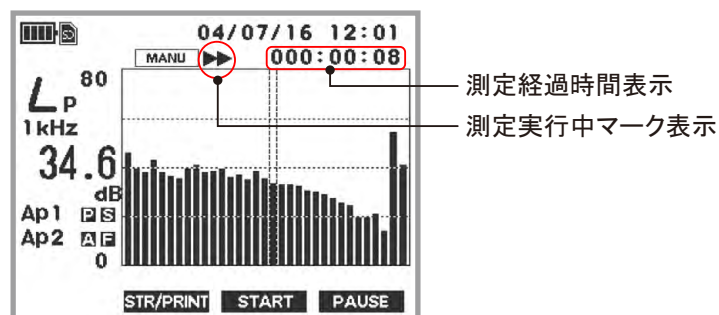 SD 04/07/16 12:01
MANU ▶▶ 000:00:08
80
Lp
1kHz
34.6
dB
Ap1 P S
Ap2 A F
0
STR/PRINT START PAUSE
測定経過時間表示
測定実行中マーク表示